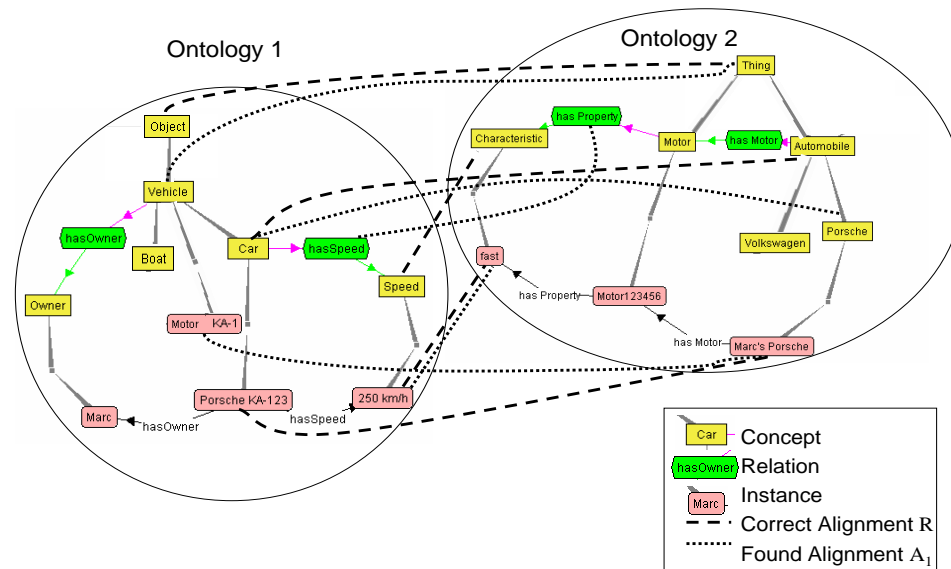 Ontology 1
Ontology 2
Thing
Object
Characteristic
has Property
Motor
has Motor
Automobile
Vehicle
hasOwner
Boat
Car
hasSpeed
Volkswagen
Porsche
Owner
Speed
fast
has Property
Motor123456
Motor KA-1
has Motor
Marc's Porsche
Marc
hasOwner
Porsche KA-123
hasSpeed
250 km/h
Car
Concept
hasOwner
Relation
Marc
Instance
Correct Alignment R
Found Alignment A₁